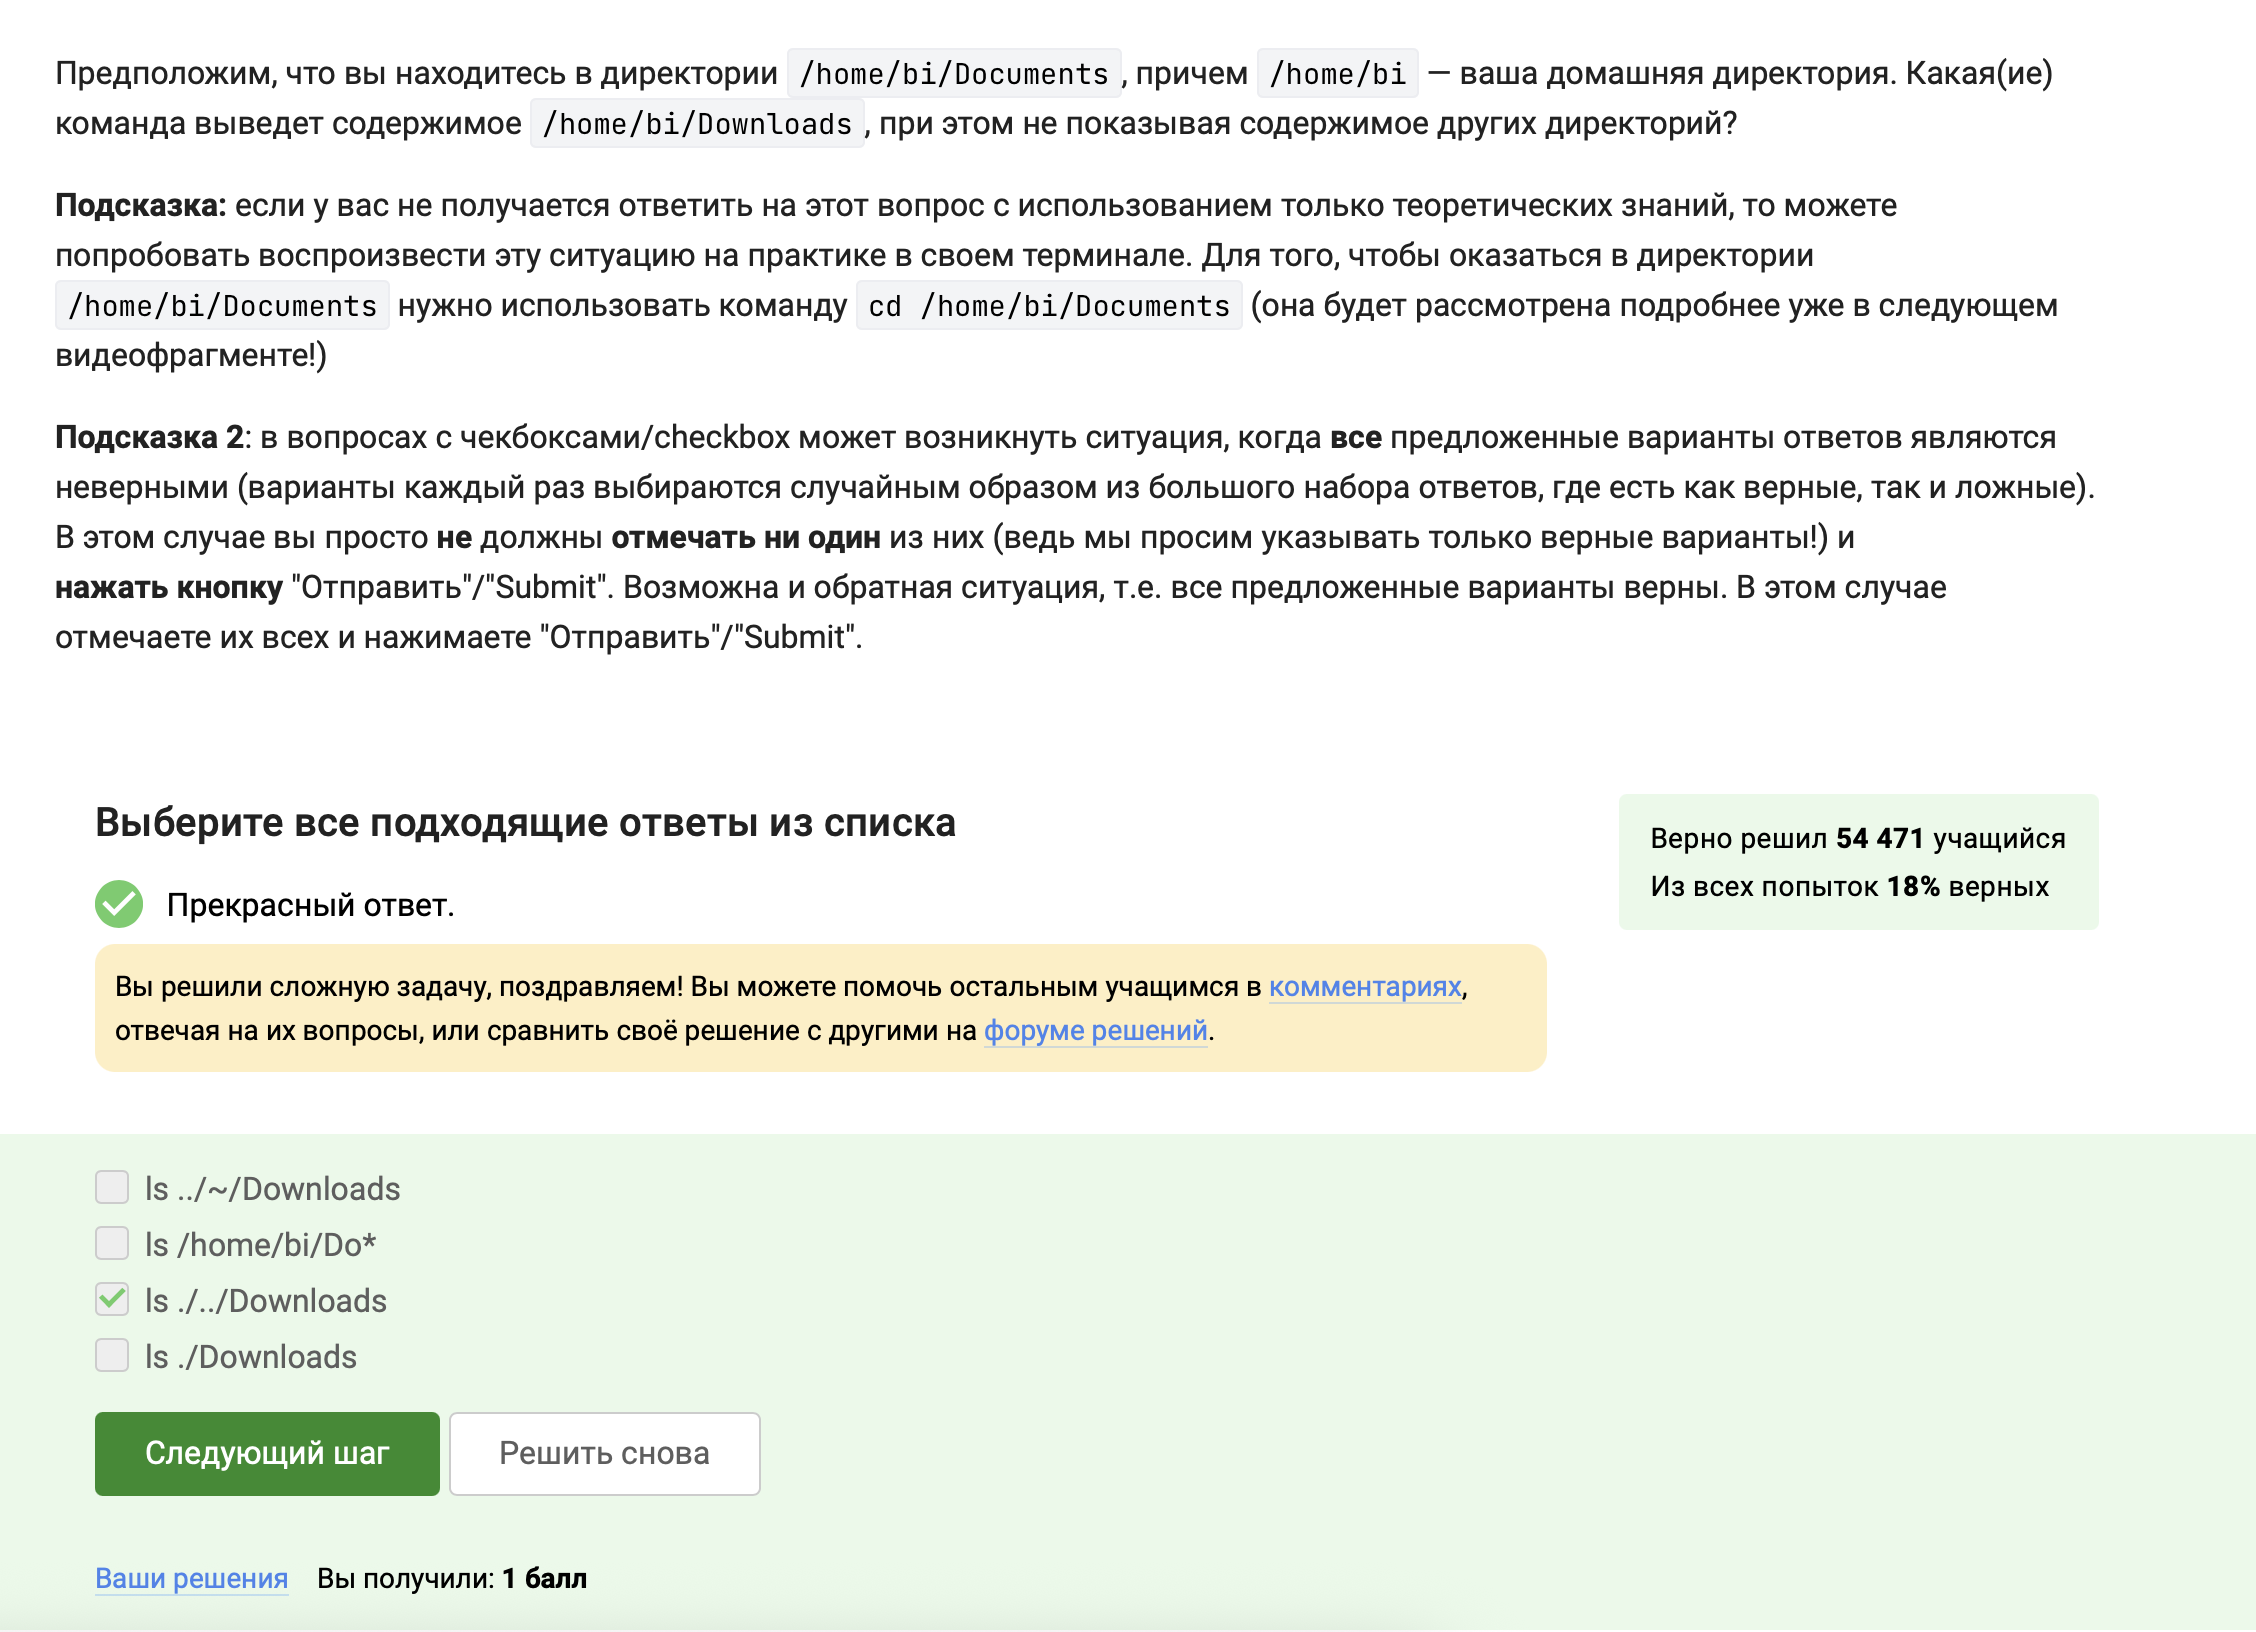 Предположим, что вы находитесь в директории /home/bi/Documents, причем /home/bi — ваша домашняя директория. Какая(ие)
команда выведет содержимое /home/bi/Downloads, при этом не показывая содержимое других директорий?
Подсказка: если у вас не получается ответить на этот вопрос с использованием только теоретических знаний, то можете
попробовать воспроизвести эту ситуацию на практике в своем терминале. Для того, чтобы оказаться в директории
/home/bi/Documents нужно использовать команду cd /home/bi/Documents (она будет рассмотрена подробнее уже в следующем
видеофрагменте!)
Подсказка 2: в вопросах с чекбоксами/checkbox может возникнуть ситуация, когда все предложенные варианты ответов являются
неверными (варианты каждый раз выбираются случайным образом из большого набора ответов, где есть как верные, так и ложные).
В этом случае вы просто не должны отмечать ни один из них (ведь мы просим указывать только верные варианты!) и
нажать кнопку "Отправить"/"Submit". Возможна и обратная ситуация, т.е. все предложенные варианты верны. В этом случае
отмечаете их всех и нажимаете "Отправить"/"Submit".
Выберите все подходящие ответы из списка
Верно решил 54 471 учащийся
Из всех попыток 18% верных
Прекрасный ответ.
Вы решили сложную задачу, поздравляем! Вы можете помочь остальным учащимся в комментариях,
отвечая на их вопросы, или сравнить своё решение с другими на форуме решений.
ls ../~/Downloads
ls /home/bi/Do*
ls ./../Downloads
ls ./Downloads
Следующий шаг
Решить снова
Ваши решения Вы получили: 1 балл